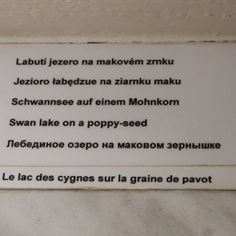 Labuti jezero na makovém zrnku
Jezioro łabędzue na ziarnku maku
Schwannsee auf einem Mohnkorn
Swan lake on a poppy-seed
Лебединое озеро на маковом зернышке
Le lac des cygnes sur la graine de pavot